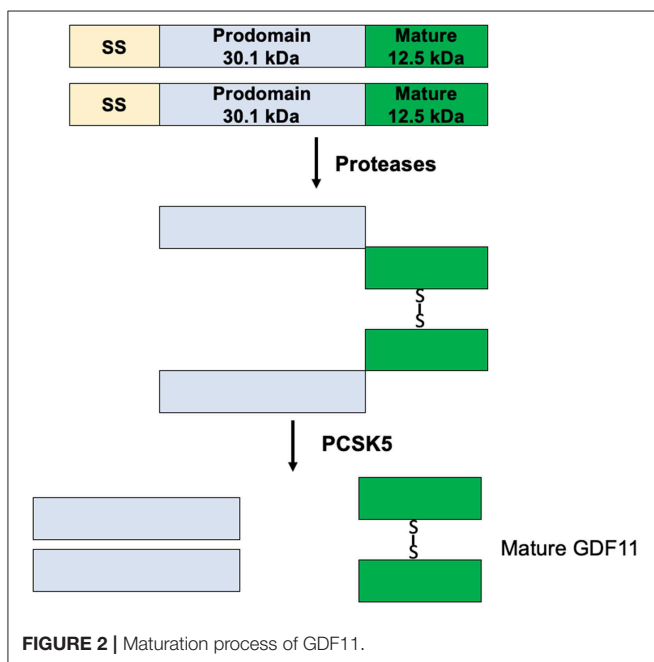 SS
Prodomain
30.1 kDa
Mature
12.5 kDa
SS
Prodomain
30.1 kDa
Mature
12.5 kDa
Proteases
S
S
PCSK5
S
S
Mature GDF11
FIGURE 2 | Maturation process of GDF11.